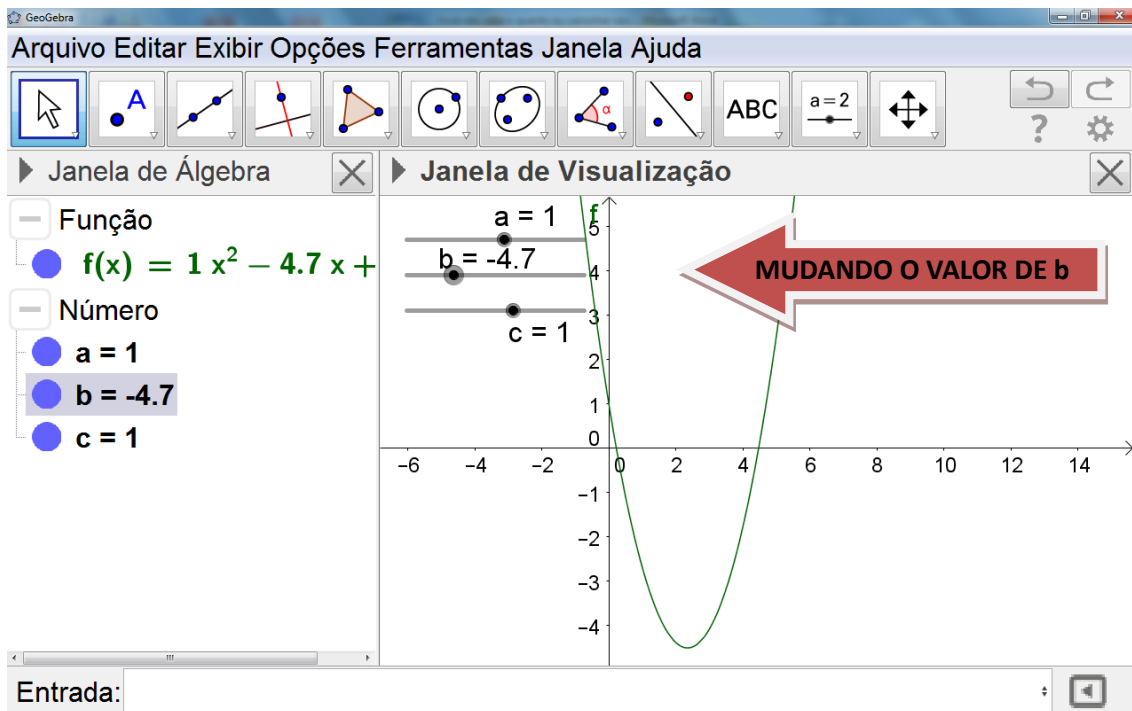 GeoGebra
Arquivo Editar Exibir Opções Ferramentas Janela Ajuda
A
α
ABC
a = 2
?
Janela de Álgebra
Janela de Visualização
Função
f(x) = 1 x² − 4.7 x +
Número
a = 1
b = -4.7
c = 1
a = 1
b = -4.7
c = 1
f
MUDANDO O VALOR DE b
5
4
3
2
1
0
−6 −4 −2 0 2 4 6 8 10 12 14
−1
−2
−3
−4
Entrada: